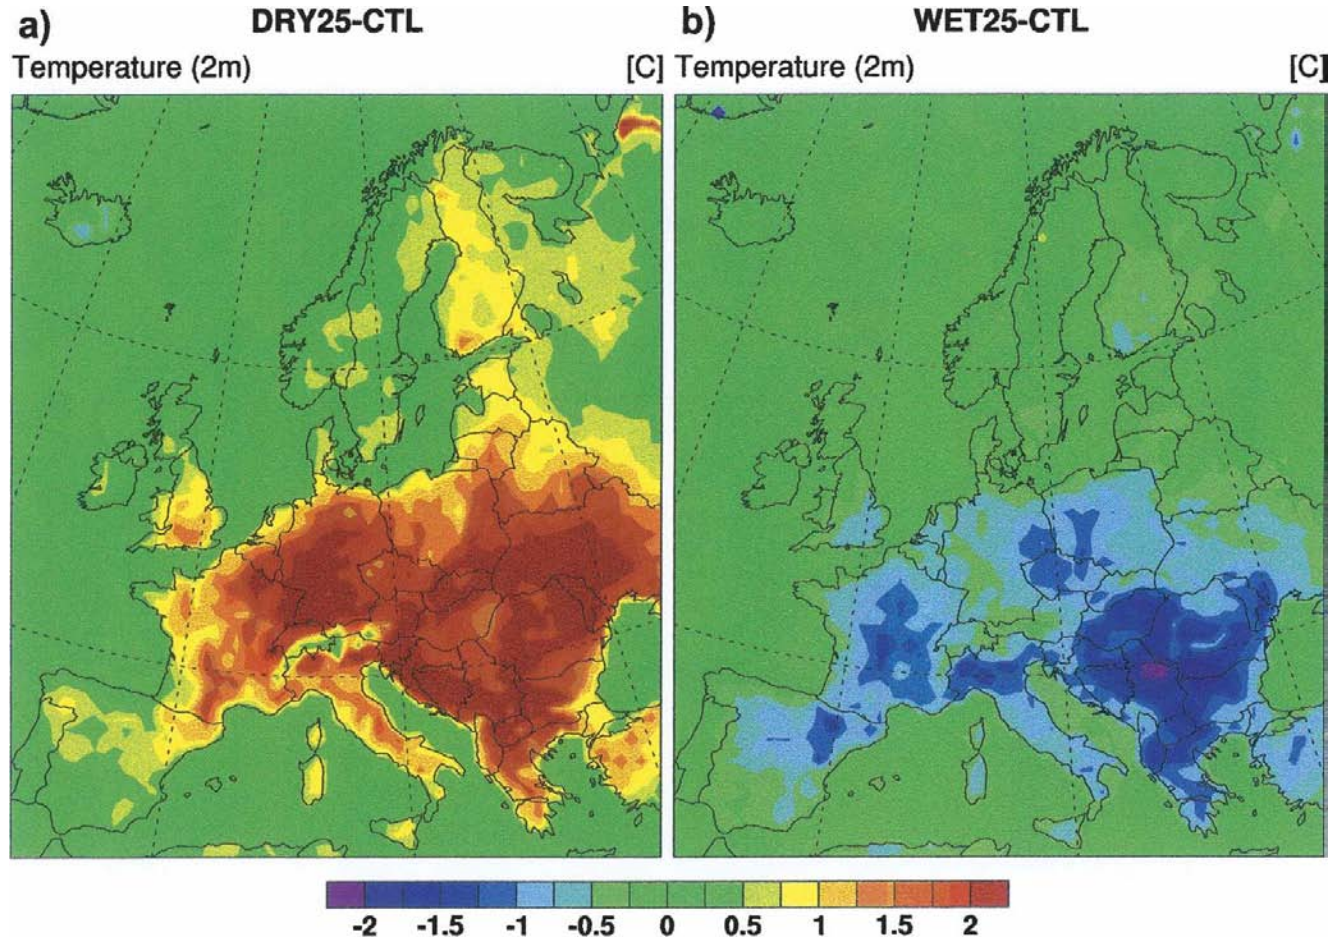 a) DRY25-CTL
Temperature (2m) [C]
b) WET25-CTL
Temperature (2m) [C]
-2 -1.5 -1 -0.5 0 0.5 1 1.5 2